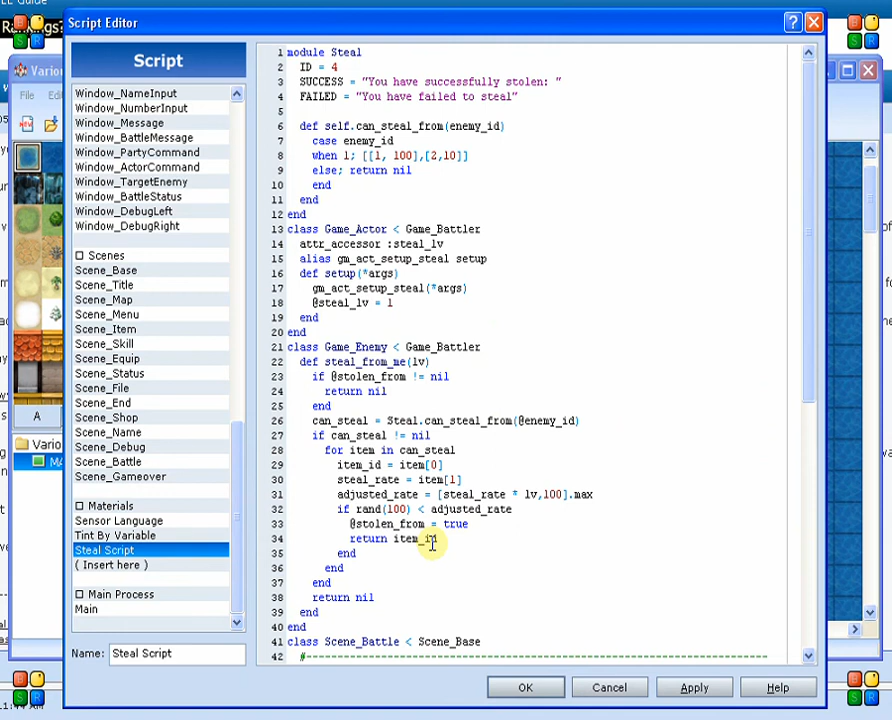 EE Guide
Rankings?
Script Editor
Variou
File
Edi
A
Vario
MA
Script
Window_NameInput
Window_NumberInput
Window_Message
Window_BattleMessage
Window_PartyCommand
Window_ActorCommand
Window_TargetEnemy
Window_BattleStatus
Window_DebugLeft
Window_DebugRight
Scenes
Scene_Base
Scene_Title
Scene_Map
Scene_Menu
Scene_Item
Scene_Skill
Scene_Equip
Scene_Status
Scene_File
Scene_End
Scene_Shop
Scene_Name
Scene_Debug
Scene_Battle
Scene_Gameover
Materials
Sensor Language
Tint By Variable
Steal Script
( Insert here )
Main Process
Main
Name: Steal Script
1 module Steal
2 ID = 4
3 SUCCESS = "You have successfully stolen: "
4 FAILED = "You have failed to steal"
5
6 def self.can_steal_from(enemy_id)
7 case enemy_id
8 when 1; [[1, 100],[2,10]]
9 else; return nil
10 end
11 end
12 end
13 class Game_Actor < Game_Battler
14 attr_accessor :steal_lv
15 alias gm_act_setup_steal setup
16 def setup(*args)
17 gm_act_setup_steal(*args)
18 @steal_lv = 1
19 end
20 end
21 class Game_Enemy < Game_Battler
22 def steal_from_me(lv)
23 if @stolen_from != nil
24 return nil
25 end
26 can_steal = Steal.can_steal_from(@enemy_id)
27 if can_steal != nil
28 for item in can_steal
29 item_id = item[0]
30 steal_rate = item[1]
31 adjusted_rate = [steal_rate * lv,100].max
32 if rand(100) < adjusted_rate
33 @stolen_from = true
34 return item_id
35 end
36 end
37 end
38 return nil
39 end
40 end
41 class Scene_Battle < Scene_Base
42 #--------------------------------------------------------------------------
OK
Cancel
Apply
Help